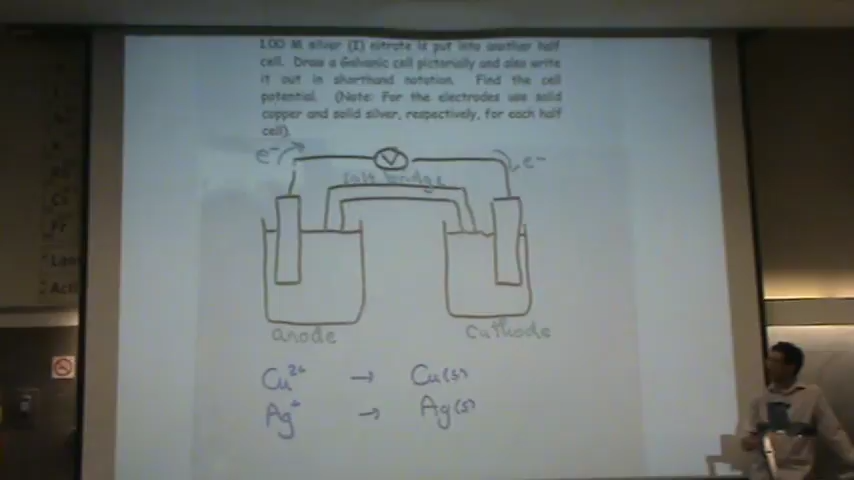 1.00 M silver (I) nitrate is put into another half
cell. Draw a Galvanic cell pictorially and also write
it out in shorthand notation. Find the cell
potential. (Note: For the electrodes use solid
copper and solid silver, respectively, for each half
cell).
e⁻ V e⁻
salt bridge
anode cathode
Cu²⁺ → Cu(s)
Ag⁺ → Ag(s)